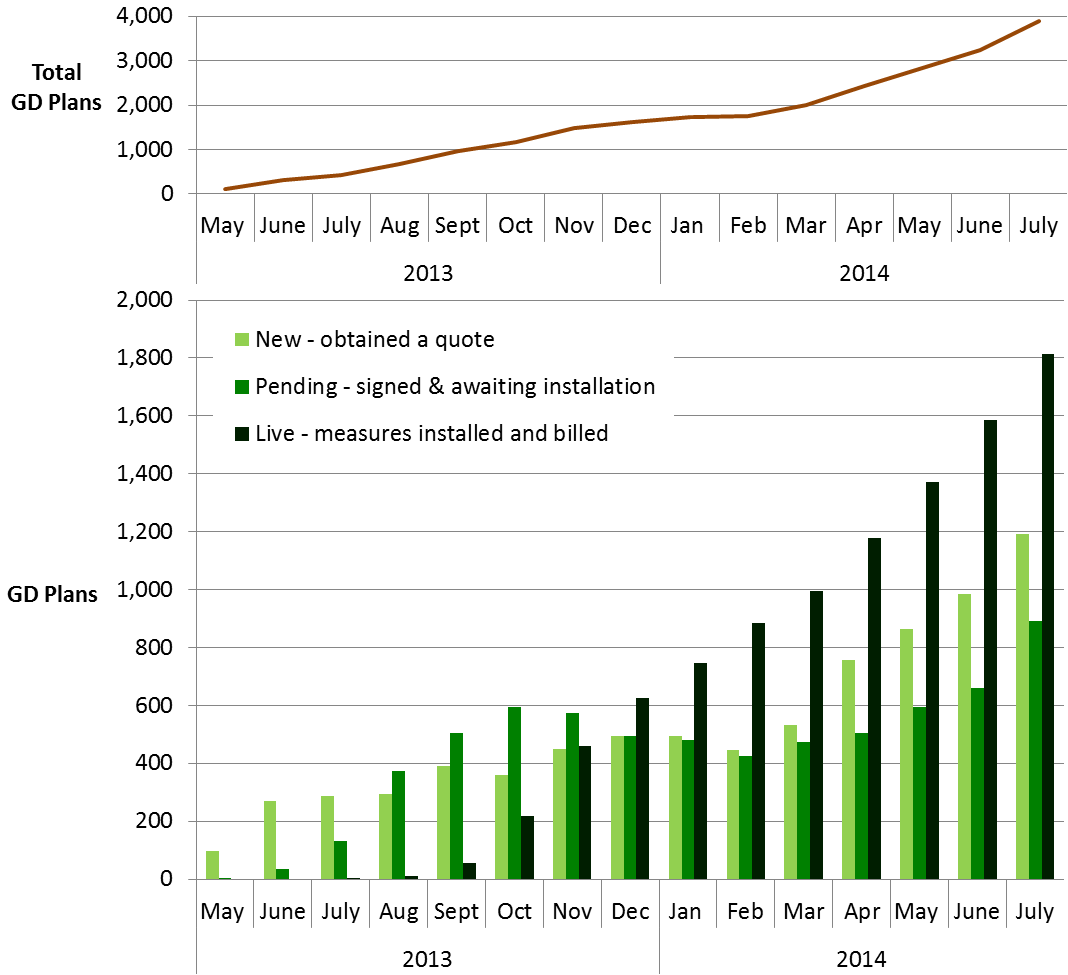 4,000
3,000
Total
GD Plans
2,000
1,000
0
May June July Aug Sept Oct Nov Dec Jan Feb Mar Apr May June July
2013 2014
2,000
1,800
1,600
1,400
1,200
1,000
800
600
400
200
0
New - obtained a quote
Pending - signed & awaiting installation
Live - measures installed and billed
GD Plans
May June July Aug Sept Oct Nov Dec Jan Feb Mar Apr May June July
2013 2014